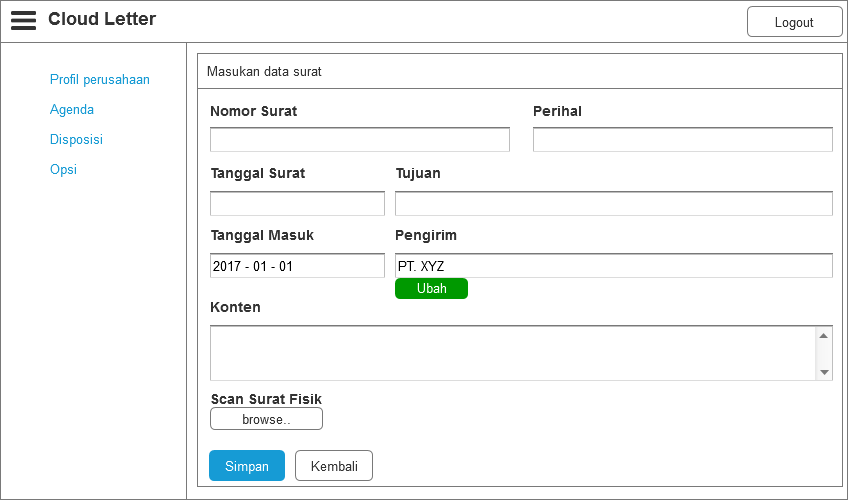 Cloud Letter
Logout
Profil perusahaan
Agenda
Disposisi
Opsi
Masukan data surat
Nomor Surat
Perihal
Tanggal Surat
Tujuan
Tanggal Masuk
Pengirim
2017 - 01 - 01
PT. XYZ
Ubah
Konten
Scan Surat Fisik
browse..
Simpan
Kembali